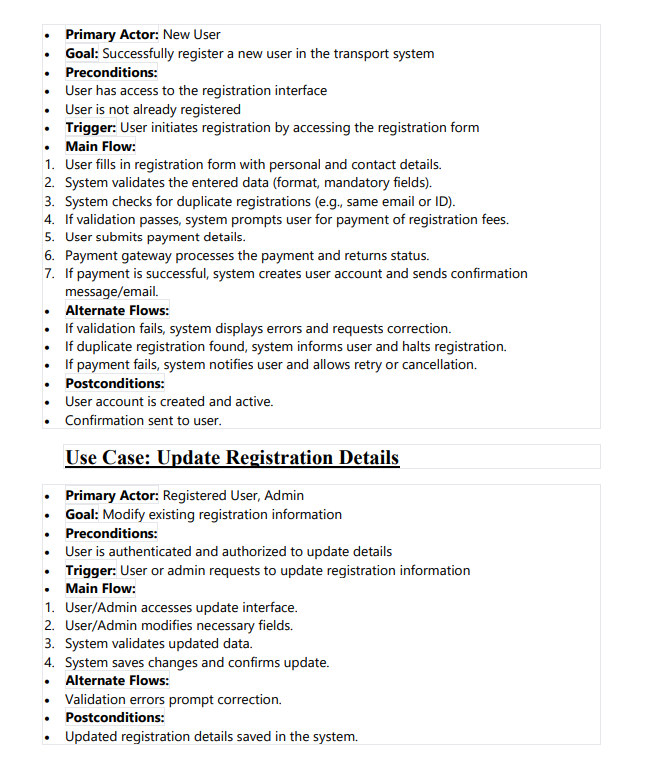 • Primary Actor: New User
• Goal: Successfully register a new user in the transport system
• Preconditions:
• User has access to the registration interface
• User is not already registered
• Trigger: User initiates registration by accessing the registration form
• Main Flow:
1. User fills in registration form with personal and contact details.
2. System validates the entered data (format, mandatory fields).
3. System checks for duplicate registrations (e.g., same email or ID).
4. If validation passes, system prompts user for payment of registration fees.
5. User submits payment details.
6. Payment gateway processes the payment and returns status.
7. If payment is successful, system creates user account and sends confirmation
message/email.
• Alternate Flows:
• If validation fails, system displays errors and requests correction.
• If duplicate registration found, system informs user and halts registration.
• If payment fails, system notifies user and allows retry or cancellation.
• Postconditions:
• User account is created and active.
• Confirmation sent to user.
Use Case: Update Registration Details
• Primary Actor: Registered User, Admin
• Goal: Modify existing registration information
• Preconditions:
• User is authenticated and authorized to update details
• Trigger: User or admin requests to update registration information
• Main Flow:
1. User/Admin accesses update interface.
2. User/Admin modifies necessary fields.
3. System validates updated data.
4. System saves changes and confirms update.
• Alternate Flows:
• Validation errors prompt correction.
• Postconditions:
• Updated registration details saved in the system.